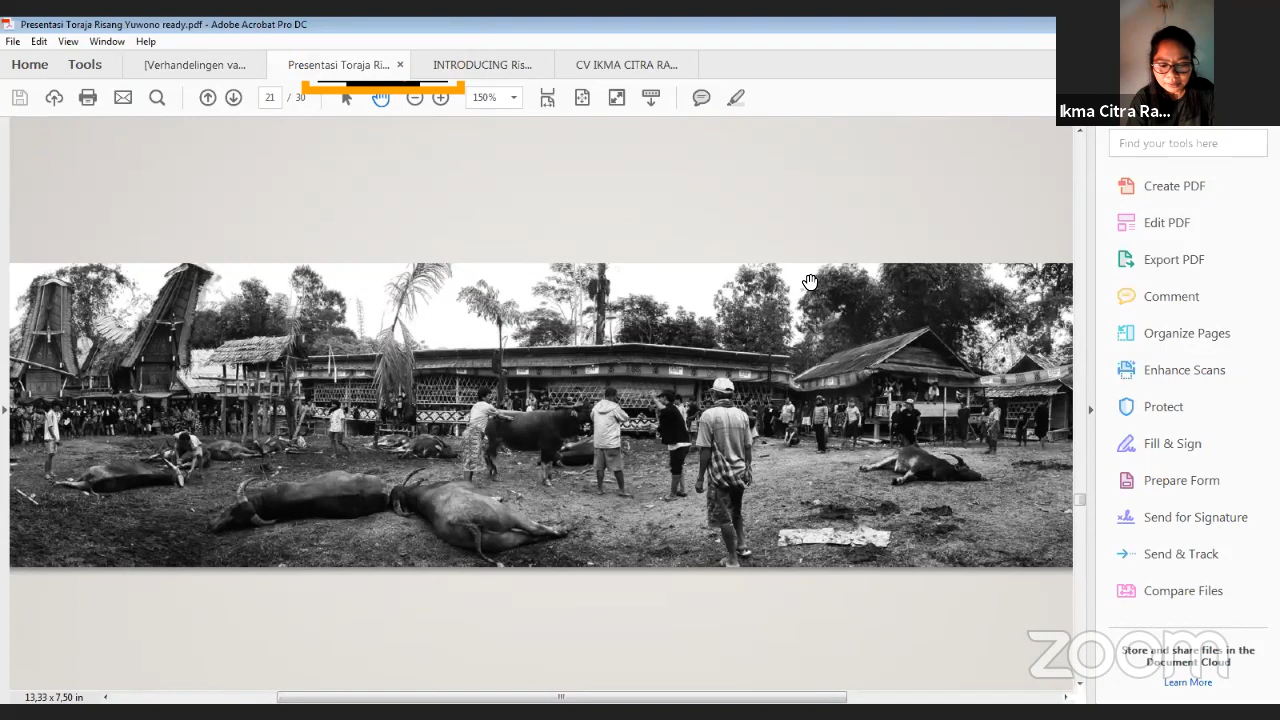 Presentasi Toraja Risang Yuwono ready.pdf - Adobe Acrobat Pro DC
File Edit View Window Help
Home Tools [Verhandelingen va... Presentasi Toraja Ri... × INTRODUCING Ris... CV IKMA CITRA RA...
21 / 30 150%
Ikma Citra Ra...
Find your tools here
Create PDF
Edit PDF
Export PDF
Comment
Organize Pages
Enhance Scans
Protect
Fill & Sign
Prepare Form
Send for Signature
Send & Track
Compare Files
Store and share files in the
Document Cloud
Learn More
zoom
13,33 x 7,50 in